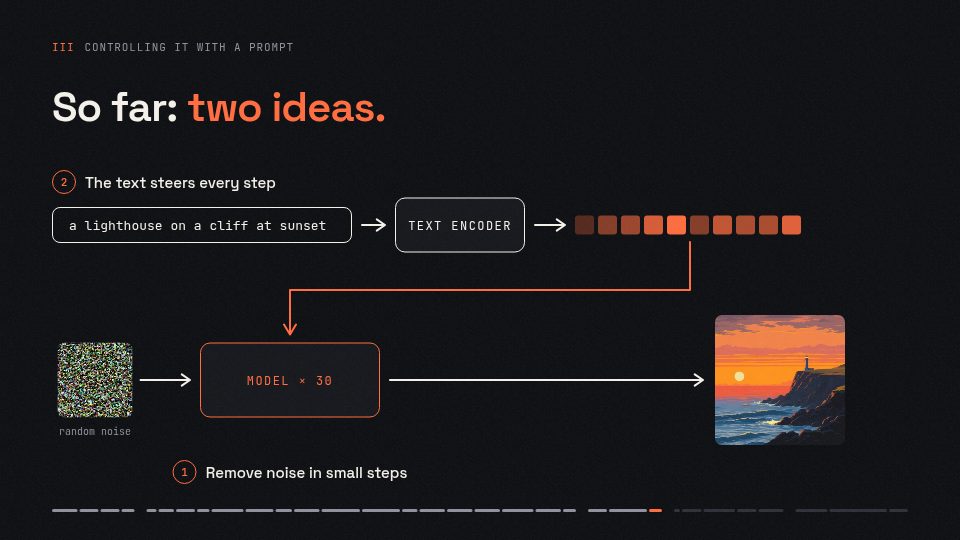 III CONTROLLING IT WITH A PROMPT
So far: two ideas.
2 The text steers every step
a lighthouse on a cliff at sunset
TEXT ENCODER
MODEL × 30
random noise
1 Remove noise in small steps